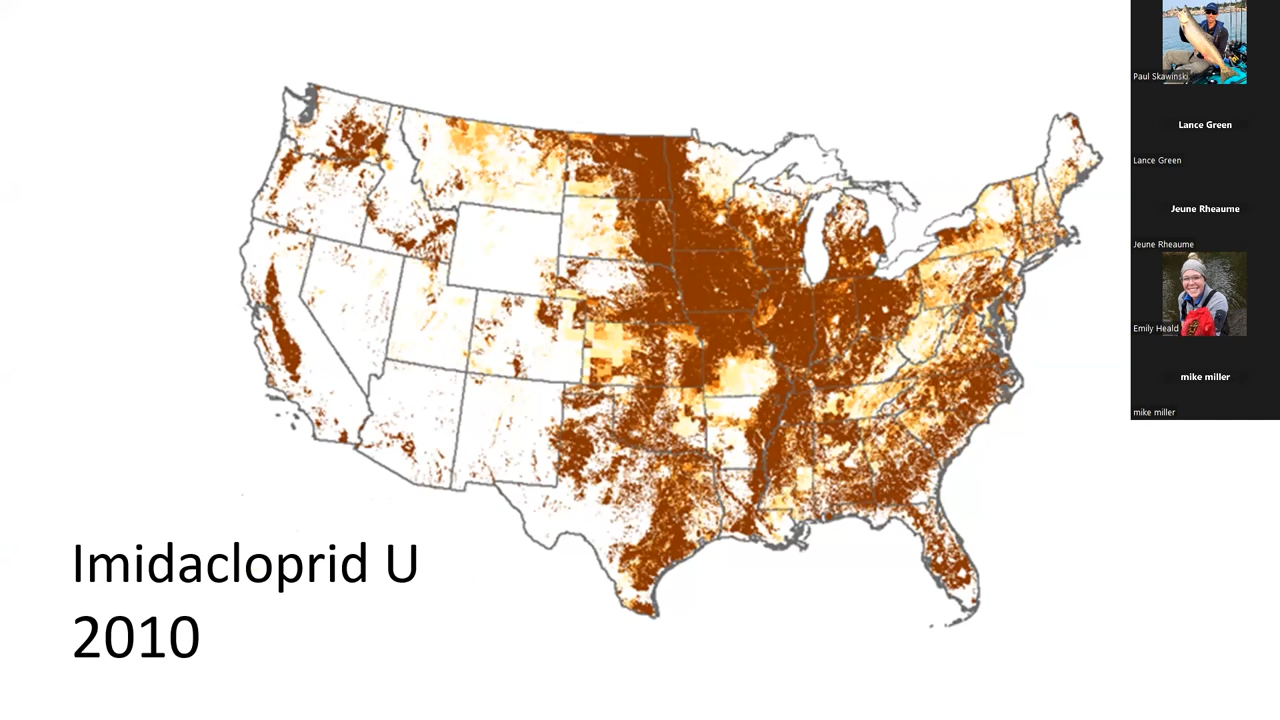 Imidacloprid U
2010
Paul Skawinski
Lance Green
Lance Green
Jeune Rheaume
Jeune Rheaume
Emily Heald
mike miller
mike miller